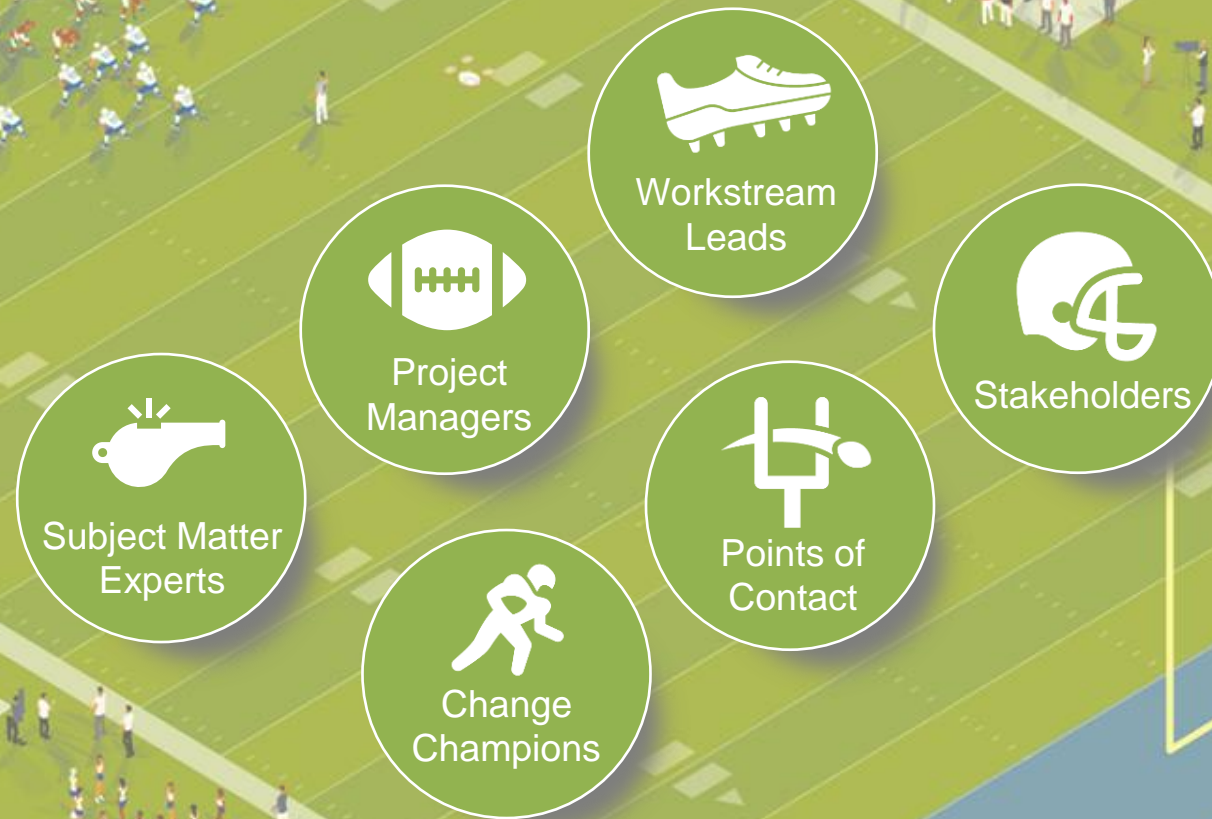 Workstream
Leads
Project
Managers
Stakeholders
Subject Matter
Experts
Points of
Contact
Change
Champions